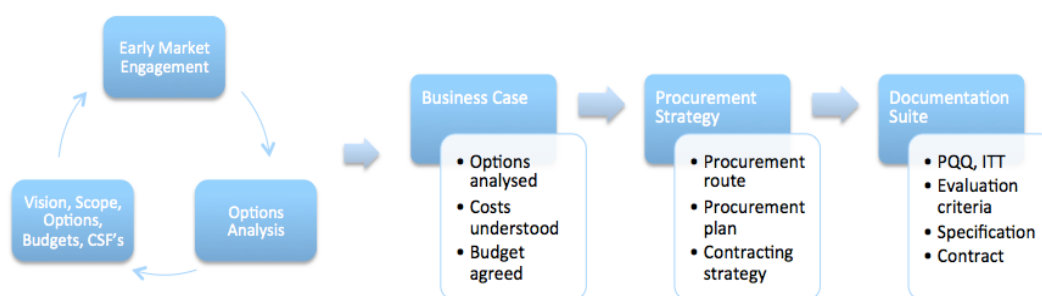 Early Market
Engagement
Vision, Scope,
Options,
Budgets, CSF's
Options
Analysis
Business Case
• Options
analysed
• Costs
understood
• Budget
agreed
Procurement
Strategy
• Procurement
route
• Procurement
plan
• Contracting
strategy
Documentation
Suite
• PQQ, ITT
• Evaluation
criteria
• Specification
• Contract